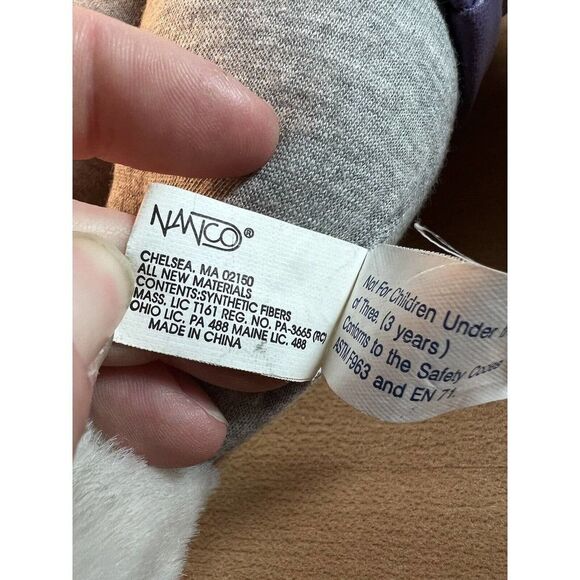 NANCO®
CHELSEA, MA 02150
ALL NEW MATERIALS
CONTENTS:SYNTHETIC FIBERS
MASS. LIC T161 REG. NO. PA-3665 (RC)
OHIO LIC. PA 488 MAINE LIC. 488
MADE IN CHINA
Not For Children Under
of Three. (3 years)
Conforms to the Safety Codes
ASTM F963 and EN 71.